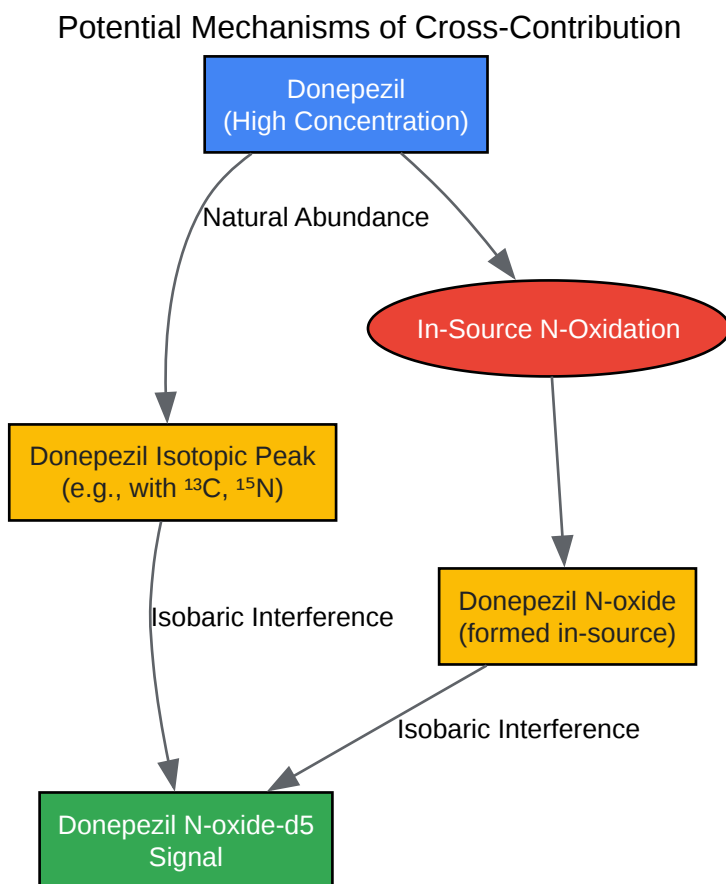 Potential Mechanisms of Cross-Contribution
Donepezil
(High Concentration)
Natural Abundance
In-Source N-Oxidation
Donepezil Isotopic Peak
(e.g., with ¹³C, ¹⁵N)
Donepezil N-oxide
(formed in-source)
Isobaric Interference
Isobaric Interference
Donepezil N-oxide-d5
Signal